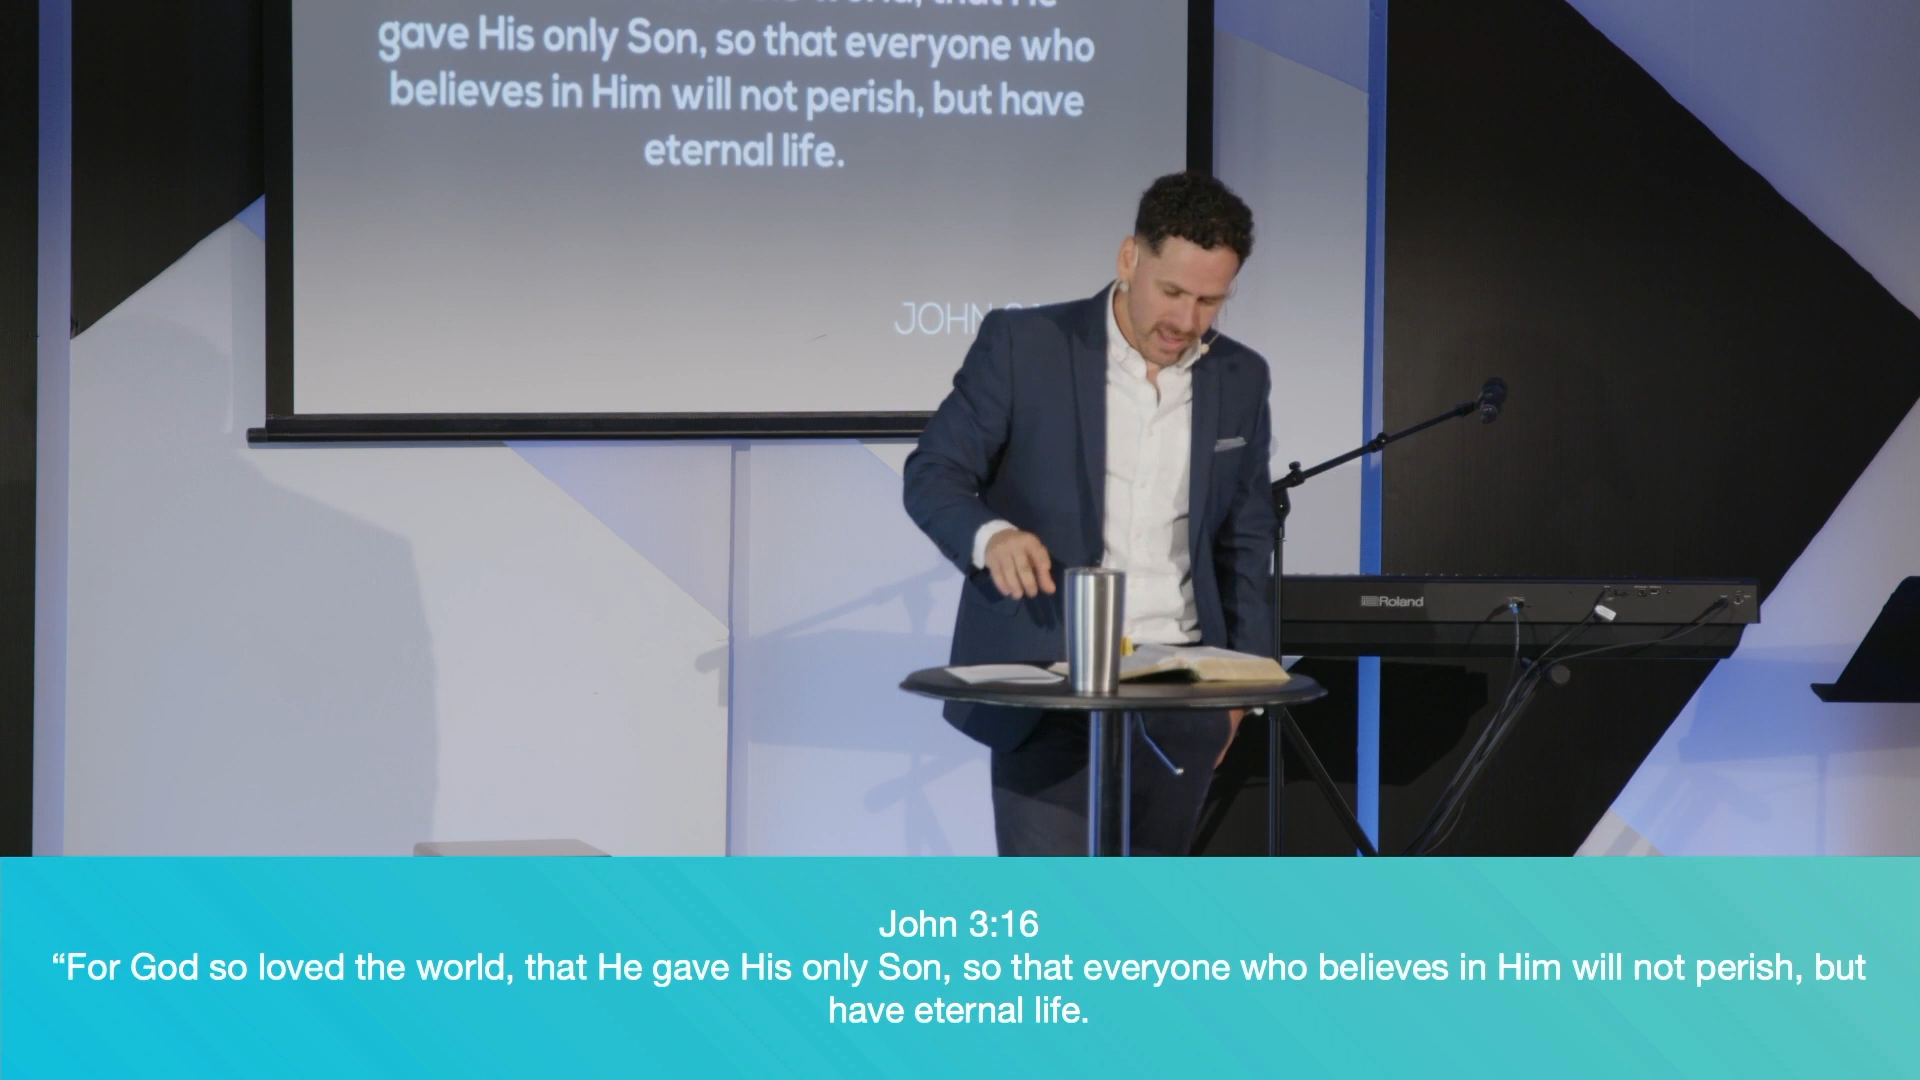 gave His only Son, so that everyone who
believes in Him will not perish, but have
eternal life.
JOHN
Roland
John 3:16
“For God so loved the world, that He gave His only Son, so that everyone who believes in Him will not perish, but
have eternal life.